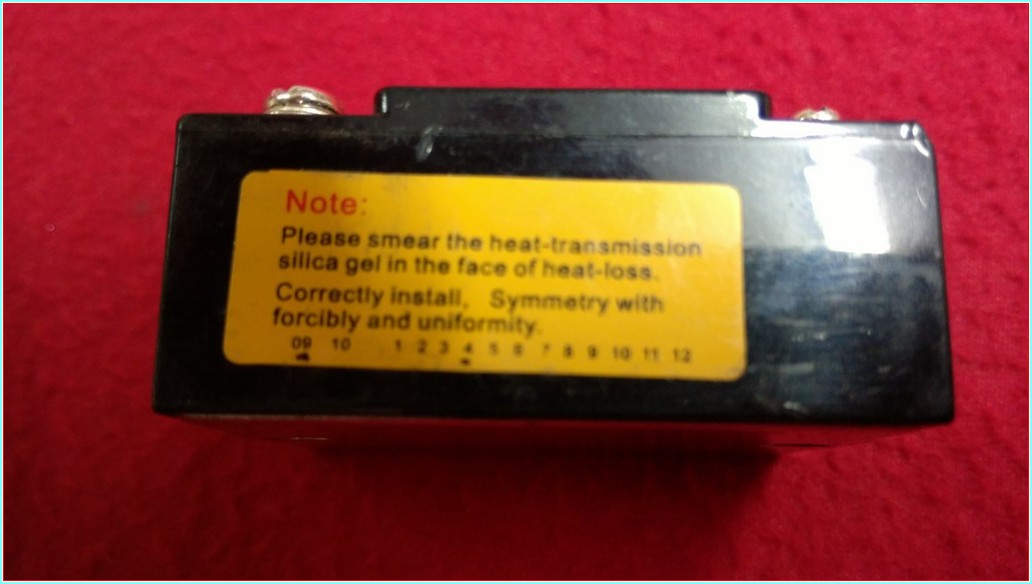 Note:
Please smear the heat-transmission
silica gel in the face of heat-loss.
Correctly install, Symmetry with
forcibly and uniformity.
09 10 1 2 3 4 5 6 7 8 9 10 11 12